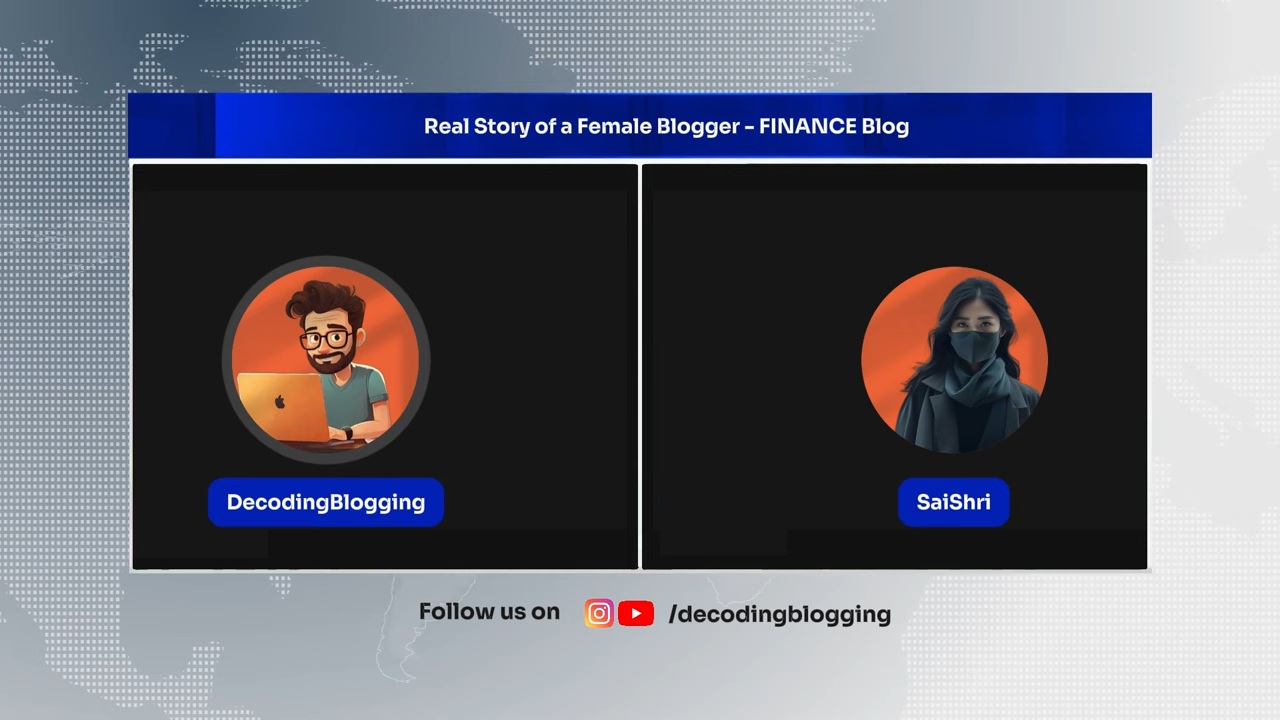 Real Story of a Female Blogger - FINANCE Blog
DecodingBlogging
SaiShri
Follow us on /decodingblogging